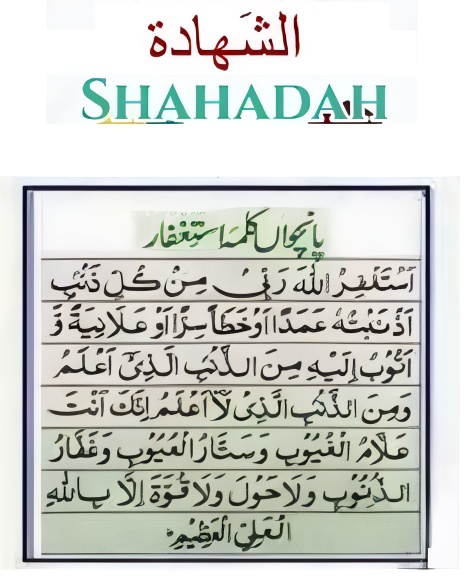 الشَهادة
SHAHADAH
پانچواں کلمہ استغفار
اَسْتَغْفِرُ اللهَ رَبِّیْ مِنْ کُلِّ ذَنْۢبٍ
اَذْنَبْتُهٗ عَمَدًا اَوْ خَطَأً سِرًّا اَوْ عَلَانِیَةً وَّ
اَتُوْبُ اِلَیْهِ مِنَ الذَّنْۢبِ الَّذِیْٓ اَعْلَمُ
وَ مِنَ الذَّنْۢبِ الَّذِیْ لَآ اَعْلَمُ اِنَّكَ اَنْتَ
عَلَّامُ الْغُیُوْبِ وَ سَتَّارُ الْعُیُوْبِ وَ غَفَّارُ
الذُّنُوْبِ وَ لَا حَوْلَ وَ لَا قُوَّةَ اِلَّا بِاللهِ
الْعَلِیِّ الْعَظِیْمِ